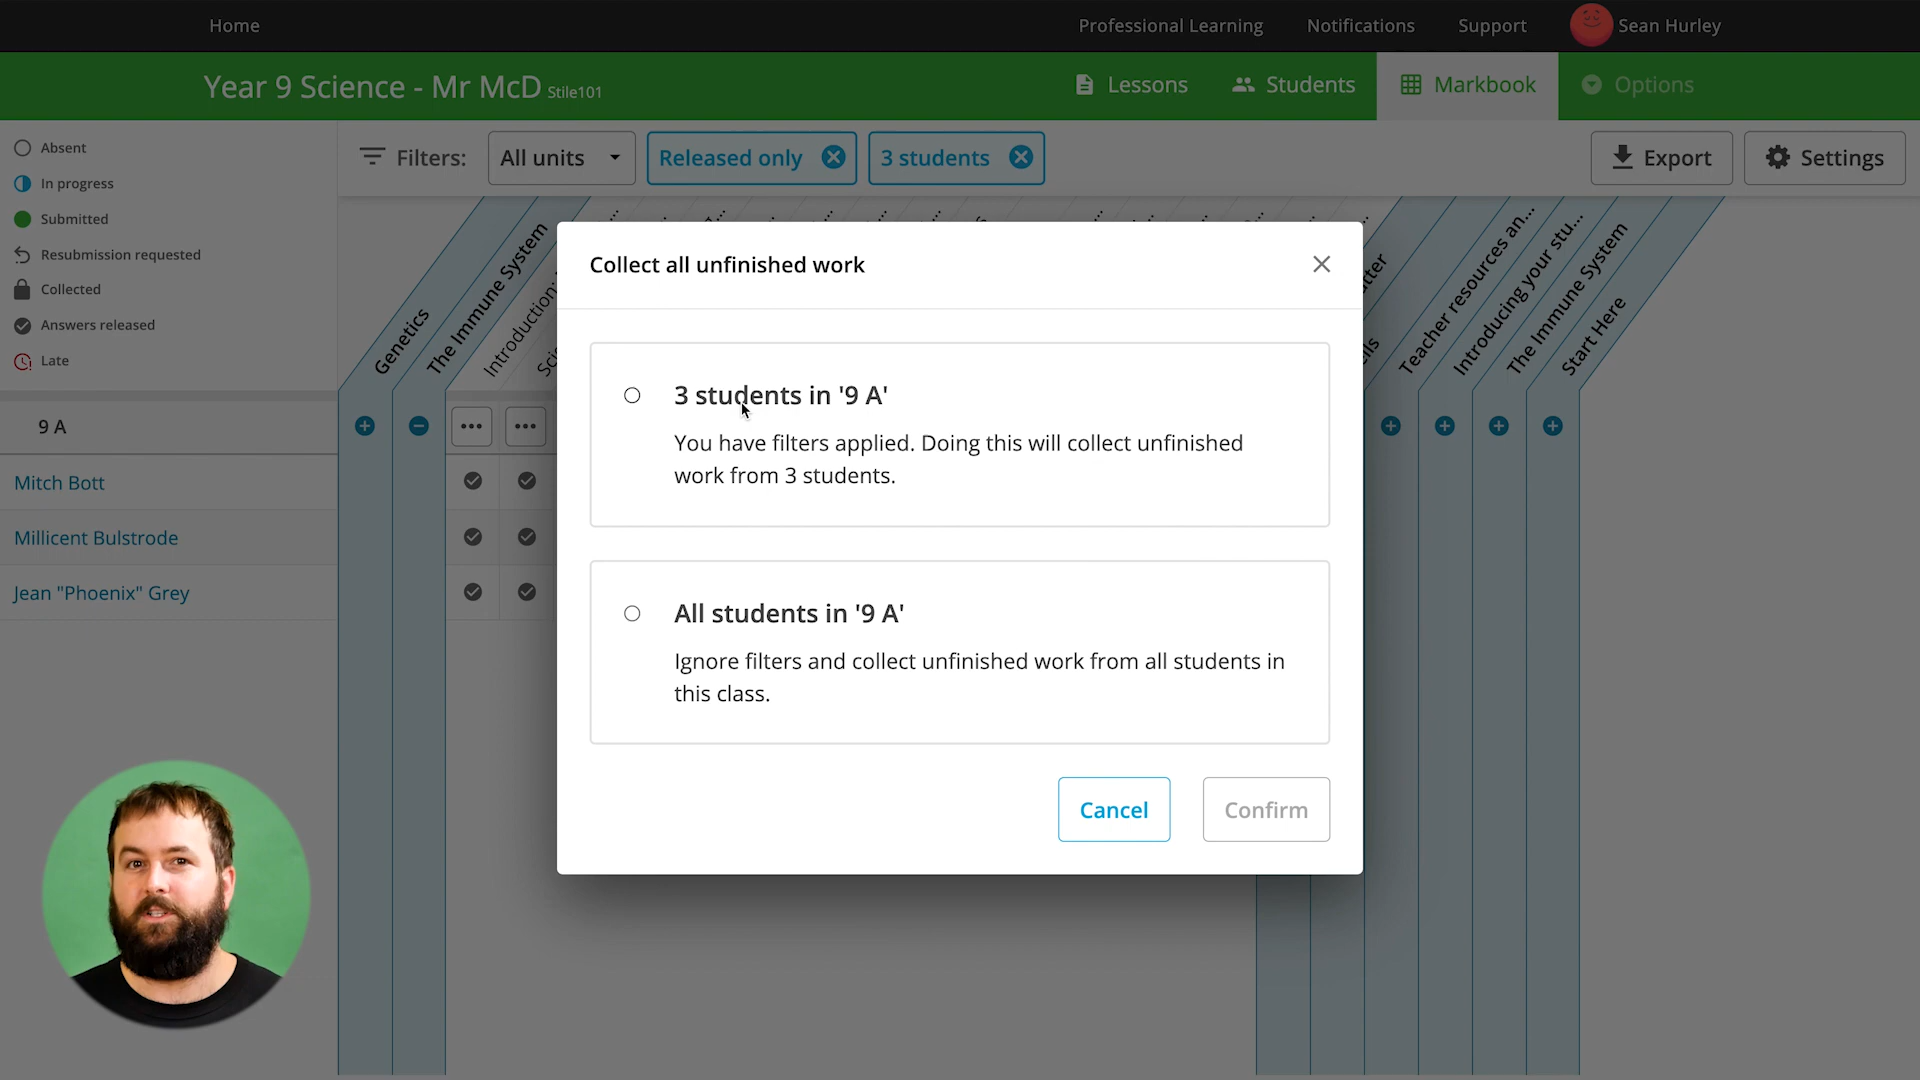 Home
Professional Learning
Notifications
Support
Sean Hurley
Year 9 Science - Mr McD Stile101
Lessons
Students
Markbook
Options
Absent
In progress
Submitted
Resubmission requested
Collected
Answers released
Late
Filters:
All units
Released only
3 students
Export
Settings
Genetics
The Immune System
Introduction:
Teacher resources an...
Introducing your stu...
The Immune System
Start Here
9 A
Mitch Bott
Millicent Bulstrode
Jean "Phoenix" Grey
Collect all unfinished work
3 students in '9 A'
You have filters applied. Doing this will collect unfinished
work from 3 students.
All students in '9 A'
Ignore filters and collect unfinished work from all students in
this class.
Cancel
Confirm